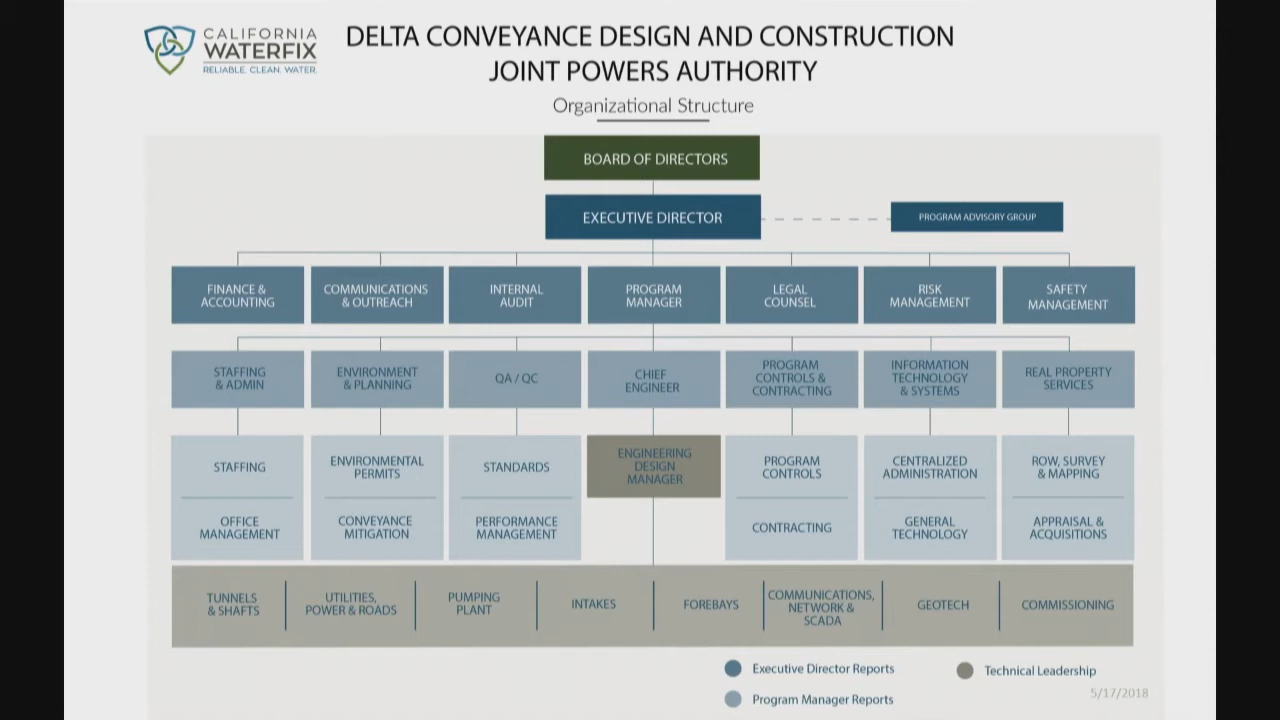 CALIFORNIA
WATERFIX
RELIABLE. CLEAN. WATER.
DELTA CONVEYANCE DESIGN AND CONSTRUCTION
JOINT POWERS AUTHORITY
Organizational Structure
BOARD OF DIRECTORS
EXECUTIVE DIRECTOR
PROGRAM ADVISORY GROUP
FINANCE &
ACCOUNTING
COMMUNICATIONS
& OUTREACH
INTERNAL
AUDIT
PROGRAM
MANAGER
LEGAL
COUNSEL
RISK
MANAGEMENT
SAFETY
MANAGEMENT
STAFFING
& ADMIN
ENVIRONMENT
& PLANNING
QA / QC
CHIEF
ENGINEER
PROGRAM
CONTROLS &
CONTRACTING
INFORMATION
TECHNOLOGY
& SYSTEMS
REAL PROPERTY
SERVICES
STAFFING
ENVIRONMENTAL
PERMITS
STANDARDS
ENGINEERING
DESIGN
MANAGER
PROGRAM
CONTROLS
CENTRALIZED
ADMINISTRATION
ROW, SURVEY
& MAPPING
OFFICE
MANAGEMENT
CONVEYANCE
MITIGATION
PERFORMANCE
MANAGEMENT
CONTRACTING
GENERAL
TECHNOLOGY
APPRAISAL &
ACQUISITIONS
TUNNELS
& SHAFTS
UTILITIES,
POWER & ROADS
PUMPING
PLANT
INTAKES
FOREBAYS
COMMUNICATIONS,
NETWORK &
SCADA
GEOTECH
COMMISSIONING
Executive Director Reports
Technical Leadership
Program Manager Reports
5/17/2018